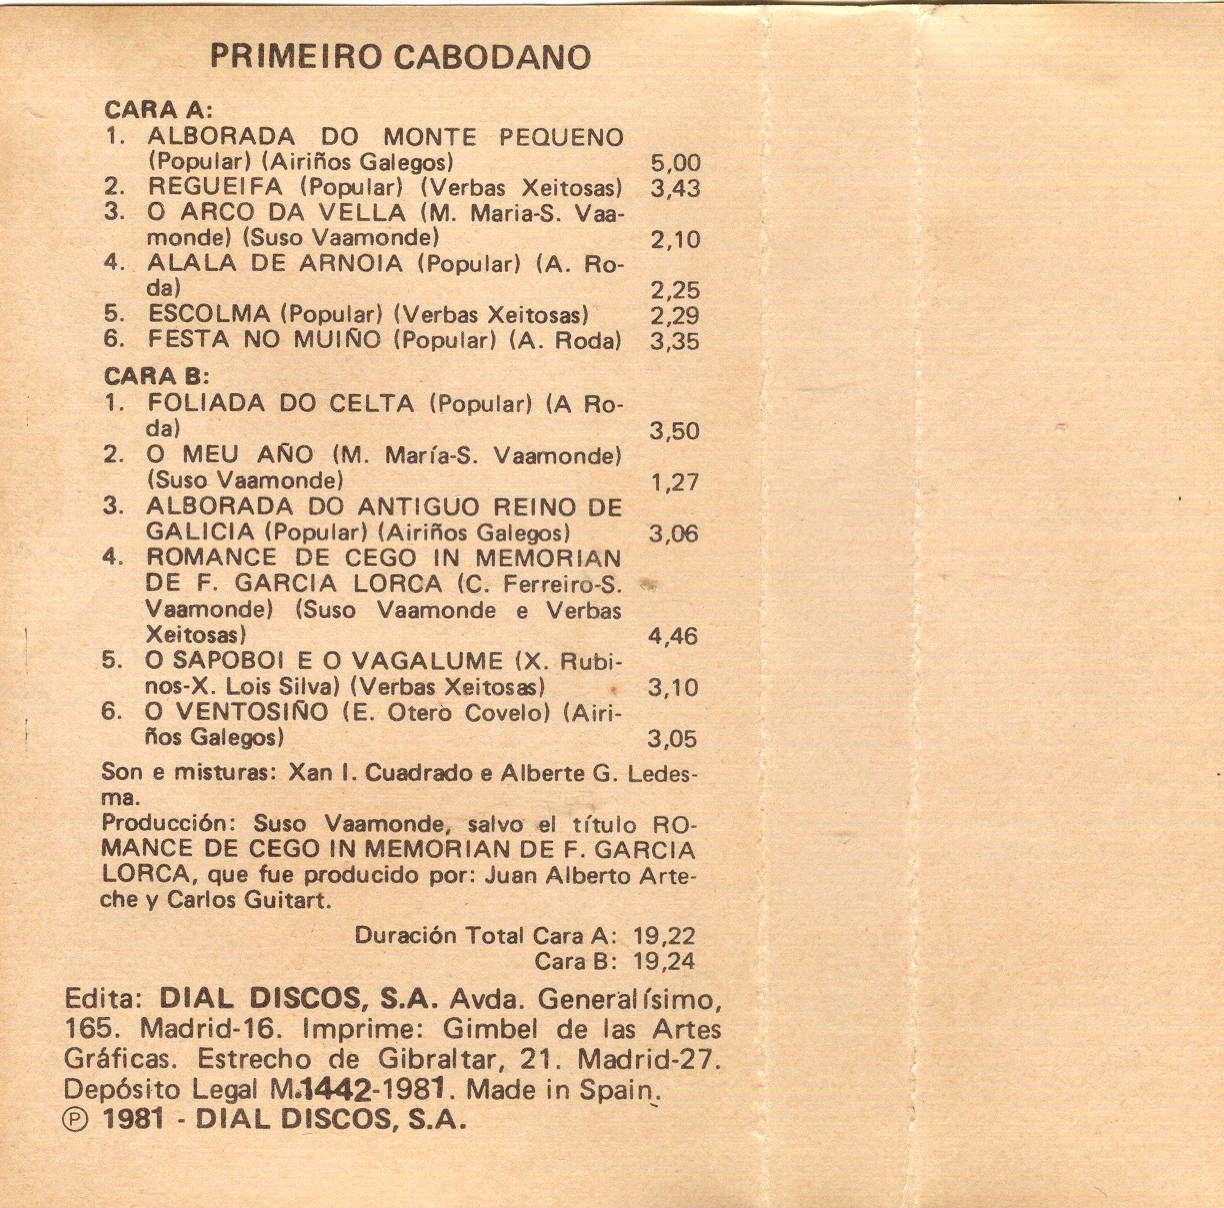 PRIMEIRO CABODANO
CARA A:
1. ALBORADA DO MONTE PEQUENO
(Popular) (Airiños Galegos) 5,00
2. REGUEIFA (Popular) (Verbas Xeitosas) 3,43
3. O ARCO DA VELLA (M. Maria-S. Vaa-
monde) (Suso Vaamonde) 2,10
4. ALALA DE ARNOIA (Popular) (A. Ro-
da) 2,25
5. ESCOLMA (Popular) (Verbas Xeitosas) 2,29
6. FESTA NO MUIÑO (Popular) (A. Roda) 3,35
CARA B:
1. FOLIADA DO CELTA (Popular) (A Ro-
da) 3,50
2. O MEU AÑO (M. María-S. Vaamonde)
(Suso Vaamonde) 1,27
3. ALBORADA DO ANTIGUO REINO DE
GALICIA (Popular) (Airiños Galegos) 3,06
4. ROMANCE DE CEGO IN MEMORIAN
DE F. GARCIA LORCA (C. Ferreiro-S.
Vaamonde) (Suso Vaamonde e Verbas
Xeitosas) 4,46
5. O SAPOBOI E O VAGALUME (X. Rubi-
nos-X. Lois Silva) (Verbas Xeitosas) 3,10
6. O VENTOSIÑO (E. Otero Covelo) (Airi-
ños Galegos) 3,05
Son e misturas: Xan I. Cuadrado e Alberte G. Ledes-
ma.
Producción: Suso Vaamonde, salvo el título RO-
MANCE DE CEGO IN MEMORIAN DE F. GARCIA
LORCA, que fue producido por: Juan Alberto Arte-
che y Carlos Guitart.
Duración Total Cara A: 19,22
Cara B: 19,24
Edita: DIAL DISCOS, S.A. Avda. Generalísimo,
165. Madrid-16. Imprime: Gimbel de las Artes
Gráficas. Estrecho de Gibraltar, 21. Madrid-27.
Depósito Legal M.1442-1981. Made in Spain.
Ⓟ 1981 - DIAL DISCOS, S.A.